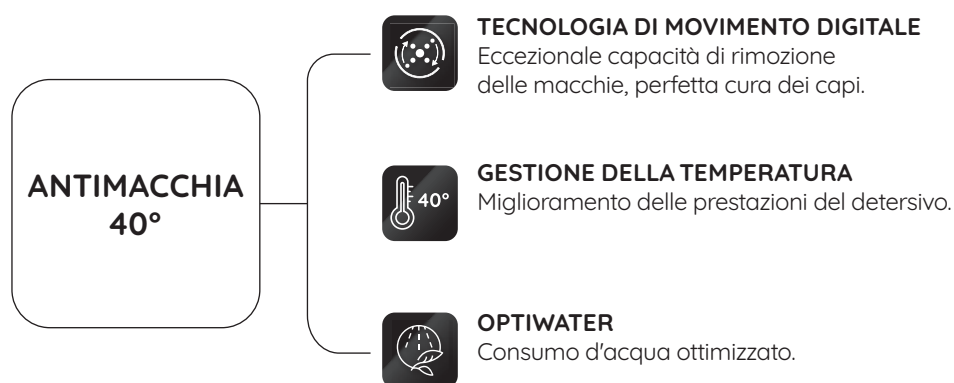 ANTIMACCHIA
40°
TECNOLOGIA DI MOVIMENTO DIGITALE
Eccezionale capacità di rimozione
delle macchie, perfetta cura dei capi.
40°
GESTIONE DELLA TEMPERATURA
Miglioramento delle prestazioni del detersivo.
OPTIWATER
Consumo d'acqua ottimizzato.